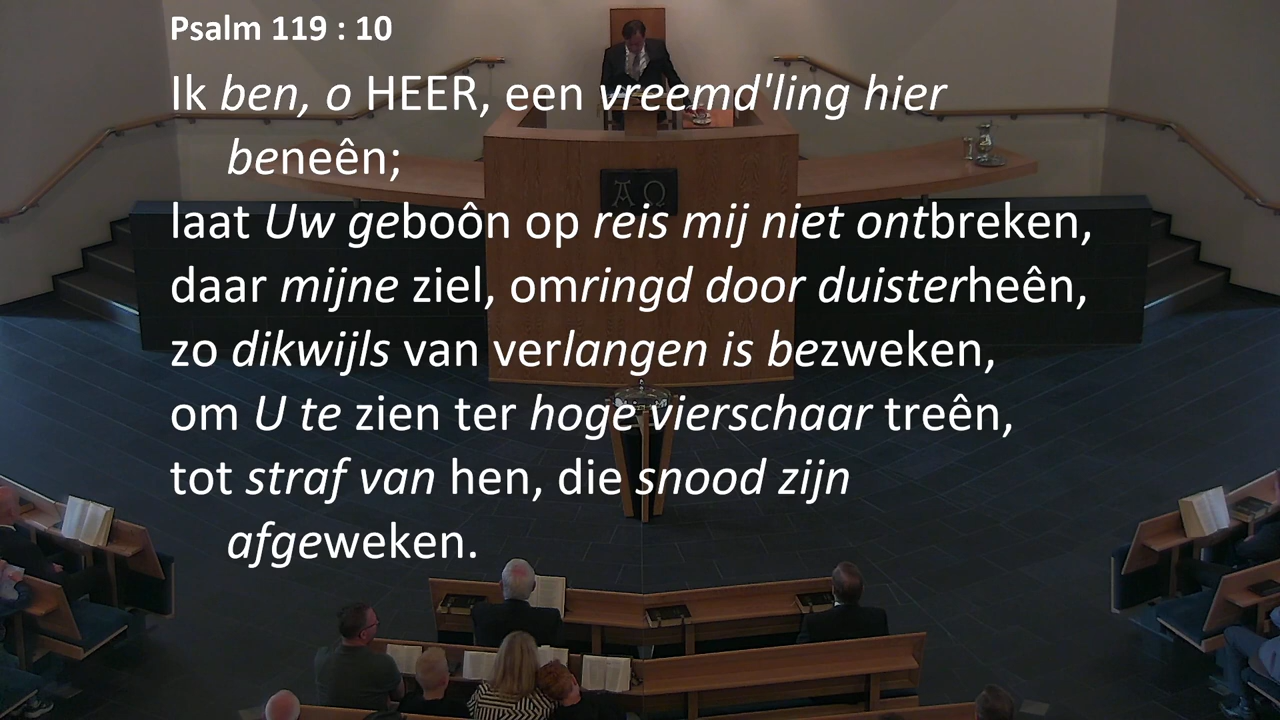 Psalm 119 : 10
Ik ben, o HEER, een vreemd'ling hier
beneên;
laat Uw geboôn op reis mij niet ontbreken,
daar mijne ziel, omringd door duisterheên,
zo dikwijls van verlangen is bezweken,
om U te zien ter hoge vierschaar treên,
tot straf van hen, die snood zijn
afgeweken.
Α Ω